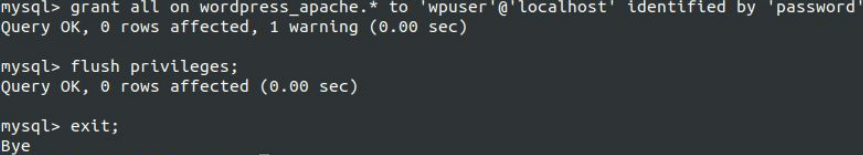 mysql> grant all on wordpress_apache.* to 'wpuser'@'localhost' identified by 'password'
Query OK, 0 rows affected, 1 warning (0.00 sec)
mysql> flush privileges;
Query OK, 0 rows affected (0.00 sec)
mysql> exit;
Bye